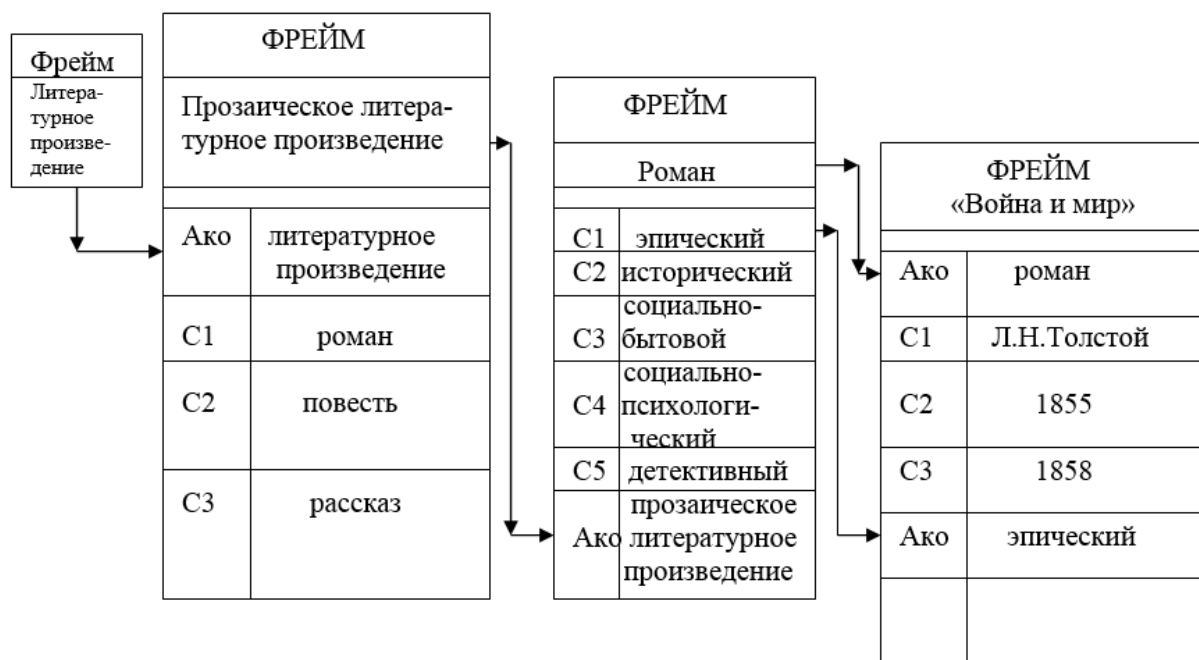 Фрейм
Литера-
турное
произве-
дение
ФРЕЙМ
Прозаическое литера-
турное произведение
Ако литературное
произведение
С1 роман
С2 повесть
С3 рассказ
ФРЕЙМ
Роман
С1 эпический
С2 исторический
социально-
С3 бытовой
социально-
С4 психологи-
ческий
С5 детективный
прозаическое
Ако литературное
произведение
ФРЕЙМ
«Война и мир»
Ако роман
С1 Л.Н.Толстой
С2 1855
С3 1858
Ако эпический